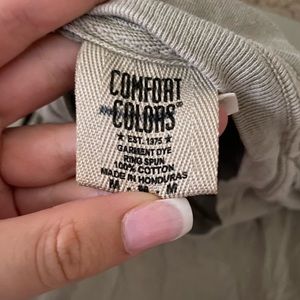 COMFORT
COLORS®
★ EST. 1975 ★
GARMENT DYE
RING SPUN
100% COTTON
MADE IN HONDURAS
M M M